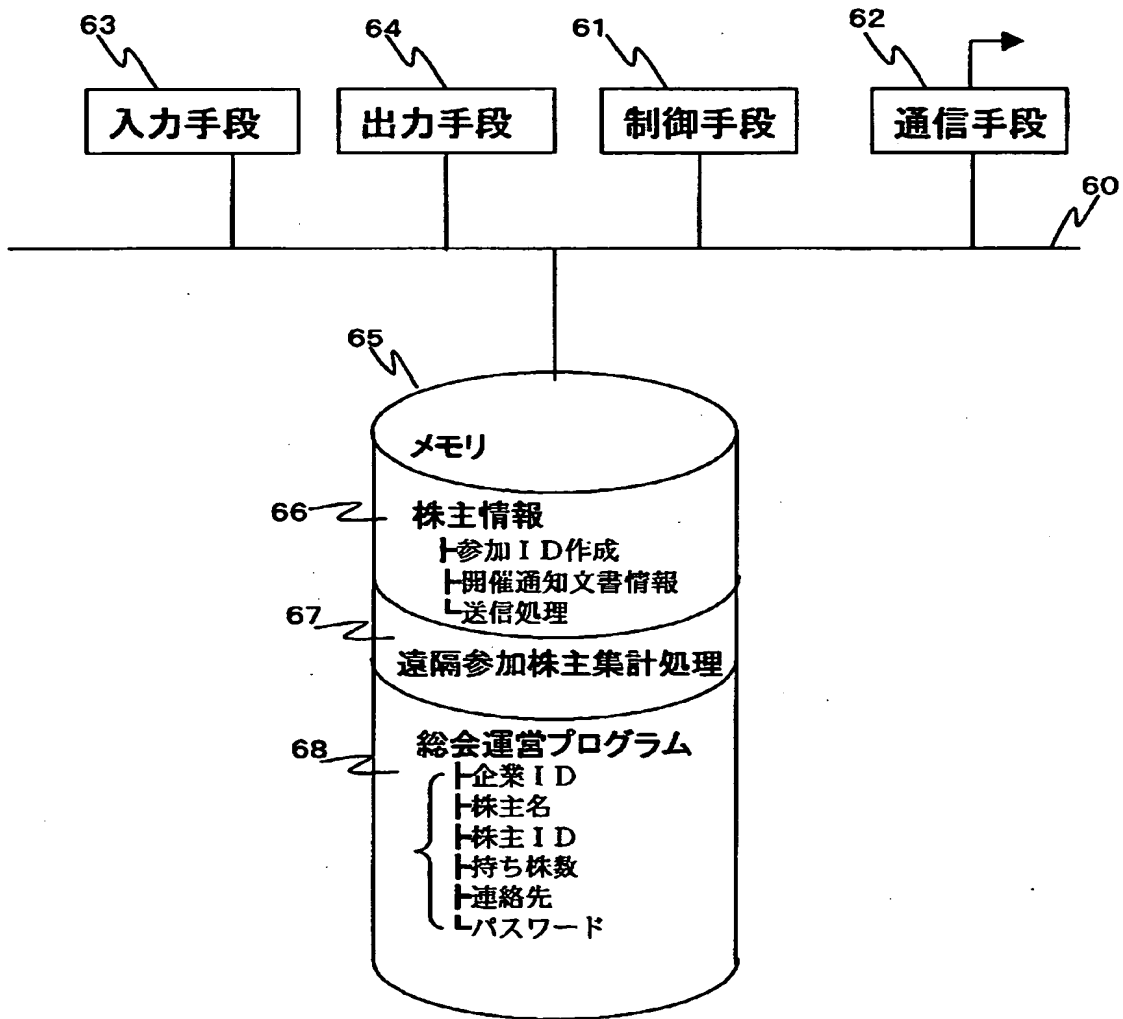 63
64
61
62
入力手段
出力手段
制御手段
通信手段
60
65
メモリ
66
株主情報
├参加ＩＤ作成
├開催通知文書情報
└送信処理
67
遠隔参加株主集計処理
68
総会運営プログラム
├企業ＩＤ
├株主名
├株主ＩＤ
├持ち株数
├連絡先
└パスワード